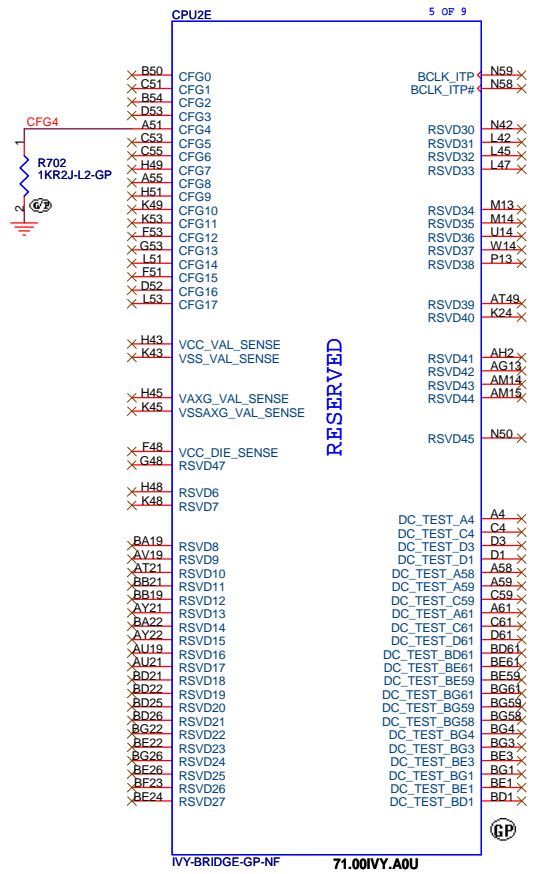 CPU2E 5 OF 9
B50 CFG0 BCLK_ITP N59
C51 CFG1 BCLK_ITP# N58
B54 CFG2
D53 CFG3
CFG4 A51 CFG4 RSVD30 N42
C53 CFG5 RSVD31 L42
C55 CFG6 RSVD32 L45
H49 CFG7 RSVD33 L47
A55 CFG8
H51 CFG9
K49 CFG10 RSVD34 M13
K53 CFG11 RSVD35 M14
F53 CFG12 RSVD36 U14
G53 CFG13 RSVD37 W14
L51 CFG14 RSVD38 P13
F51 CFG15
D52 CFG16
L53 CFG17 RSVD39 AT49
RSVD40 K24
1
R702
1KR2J-L2-GP
2 G/P
H43 VCC_VAL_SENSE
K43 VSS_VAL_SENSE RSVD41 AH2
RSVD42 AG13
RSVD43 AM14
H45 VAXG_VAL_SENSE RSVD44 AM15
K45 VSSAXG_VAL_SENSE
RESERVED
RSVD45 N50
F48 VCC_DIE_SENSE
G48 RSVD47
H48 RSVD6
K48 RSVD7
DC_TEST_A4 A4
DC_TEST_C4 C4
BA19 RSVD8 DC_TEST_D3 D3
AV19 RSVD9 DC_TEST_D1 D1
AT21 RSVD10 DC_TEST_A58 A58
BB21 RSVD11 DC_TEST_A59 A59
BB19 RSVD12 DC_TEST_C59 C59
AY21 RSVD13 DC_TEST_A61 A61
BA22 RSVD14 DC_TEST_C61 C61
AY22 RSVD15 DC_TEST_D61 D61
AU19 RSVD16 DC_TEST_BD61 BD61
AU21 RSVD17 DC_TEST_BE61 BE61
BD21 RSVD18 DC_TEST_BE59 BE59
BD22 RSVD19 DC_TEST_BG61 BG61
BD25 RSVD20 DC_TEST_BG59 BG59
BD26 RSVD21 DC_TEST_BG58 BG58
BG22 RSVD22 DC_TEST_BG4 BG4
BE22 RSVD23 DC_TEST_BG3 BG3
BG26 RSVD24 DC_TEST_BE3 BE3
BE26 RSVD25 DC_TEST_BG1 BG1
BF23 RSVD26 DC_TEST_BE1 BE1
BE24 RSVD27 DC_TEST_BD1 BD1
GP
IVY-BRIDGE-GP-NF 71.00IVY.A0U